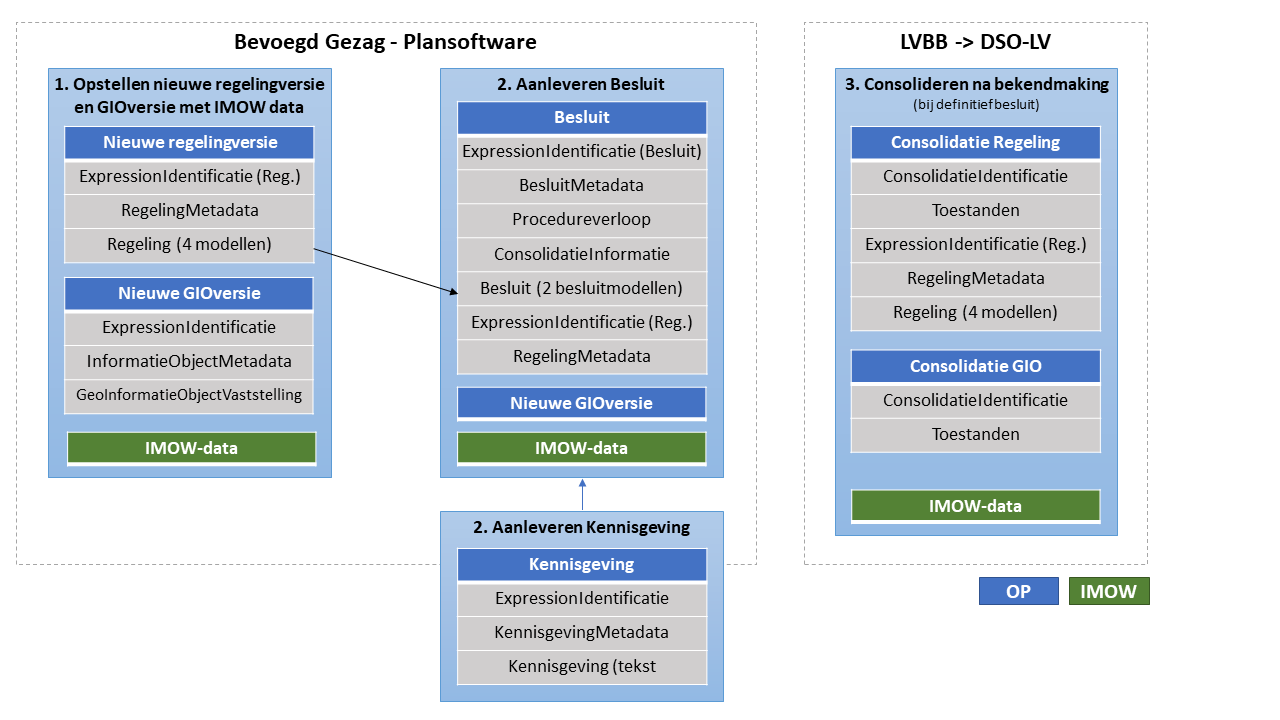 Bevoegd Gezag - Plansoftware
1. Opstellen nieuwe regelingversie
en GIOversie met IMOW data
Nieuwe regelingversie
ExpressionIdentificatie (Reg.)
RegelingMetadata
Regeling (4 modellen)
Nieuwe GIOversie
ExpressionIdentificatie
InformatieObjectMetadata
GeoInformatieObjectVaststelling
IMOW-data
2. Aanleveren Besluit
Besluit
ExpressionIdentificatie (Besluit)
BesluitMetadata
Procedureverloop
ConsolidatieInformatie
Besluit (2 besluitmodellen)
ExpressionIdentificatie (Reg.)
RegelingMetadata
Nieuwe GIOversie
IMOW-data
2. Aanleveren Kennisgeving
Kennisgeving
ExpressionIdentificatie
KennisgevingMetadata
Kennisgeving (tekst
LVBB -> DSO-LV
3. Consolideren na bekendmaking
(bij definitief besluit)
Consolidatie Regeling
ConsolidatieIdentificatie
Toestanden
ExpressionIdentificatie (Reg.)
RegelingMetadata
Regeling (4 modellen)
Consolidatie GIO
ConsolidatieIdentificatie
Toestanden
IMOW-data
OP
IMOW